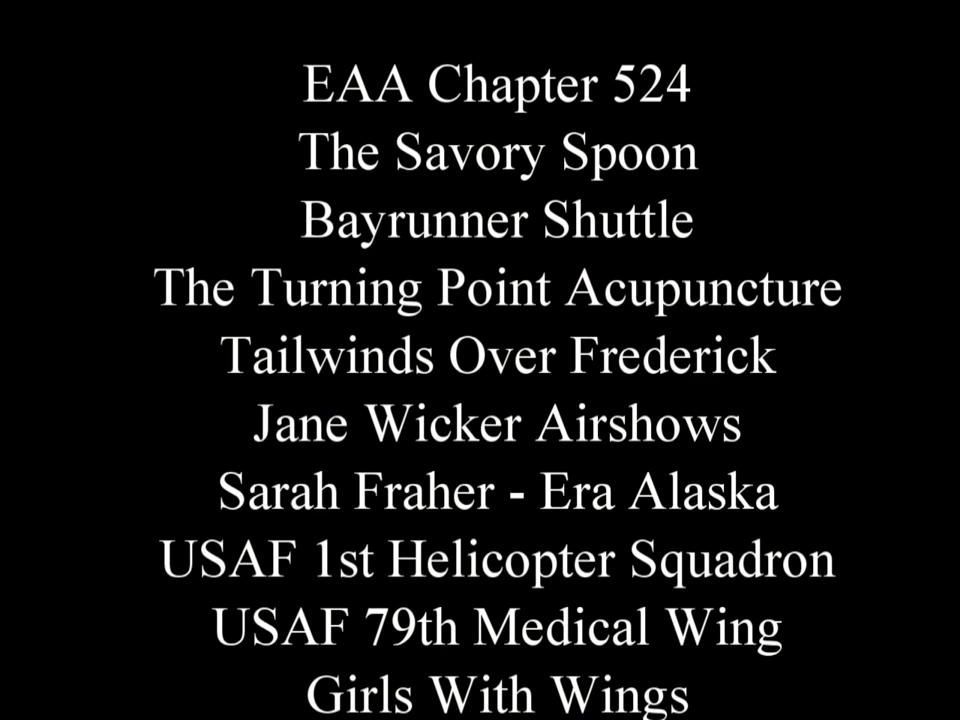 EAA Chapter 524
The Savory Spoon
Bayrunner Shuttle
The Turning Point Acupuncture
Tailwinds Over Frederick
Jane Wicker Airshows
Sarah Fraher - Era Alaska
USAF 1st Helicopter Squadron
USAF 79th Medical Wing
Girls With Wings